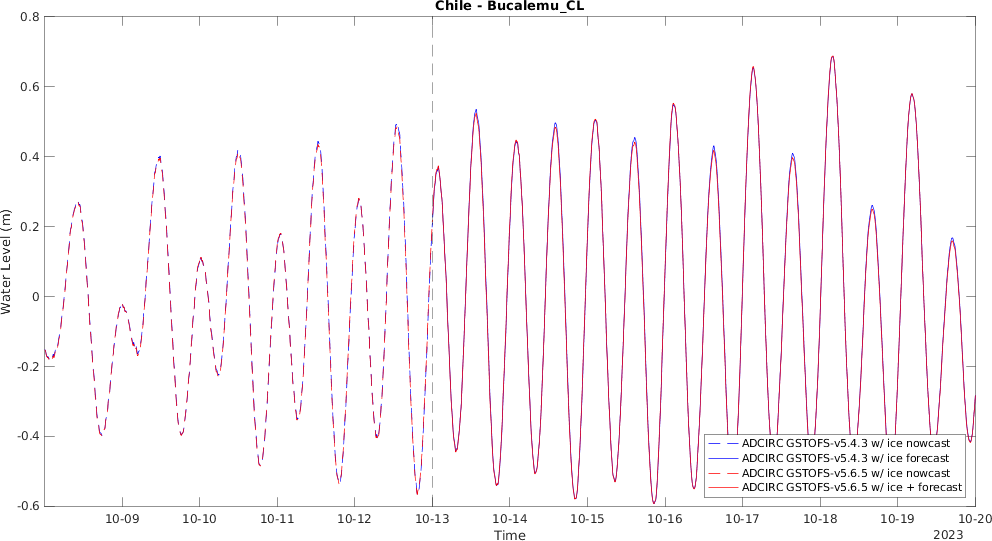 Chile - Bucalemu_CL
0.8
0.6
0.4
0.2
0
-0.2
-0.4
-0.6
Water Level (m)
ADCIRC GSTOFS-v5.4.3 w/ ice nowcast
ADCIRC GSTOFS-v5.4.3 w/ ice forecast
ADCIRC GSTOFS-v5.6.5 w/ ice nowcast
ADCIRC GSTOFS-v5.6.5 w/ ice + forecast
10-09 10-10 10-11 10-12 10-13 10-14 10-15 10-16 10-17 10-18 10-19 10-20
Time
2023